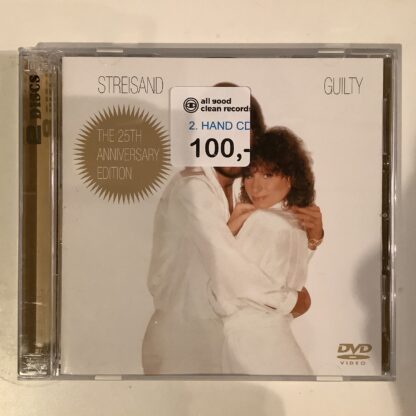 STREISAND
GUILTY
all good
clean records
2. HAND CD
100,-
THE 25TH
ANNIVERSARY
EDITION
2 DISCS
DVD
VIDEO